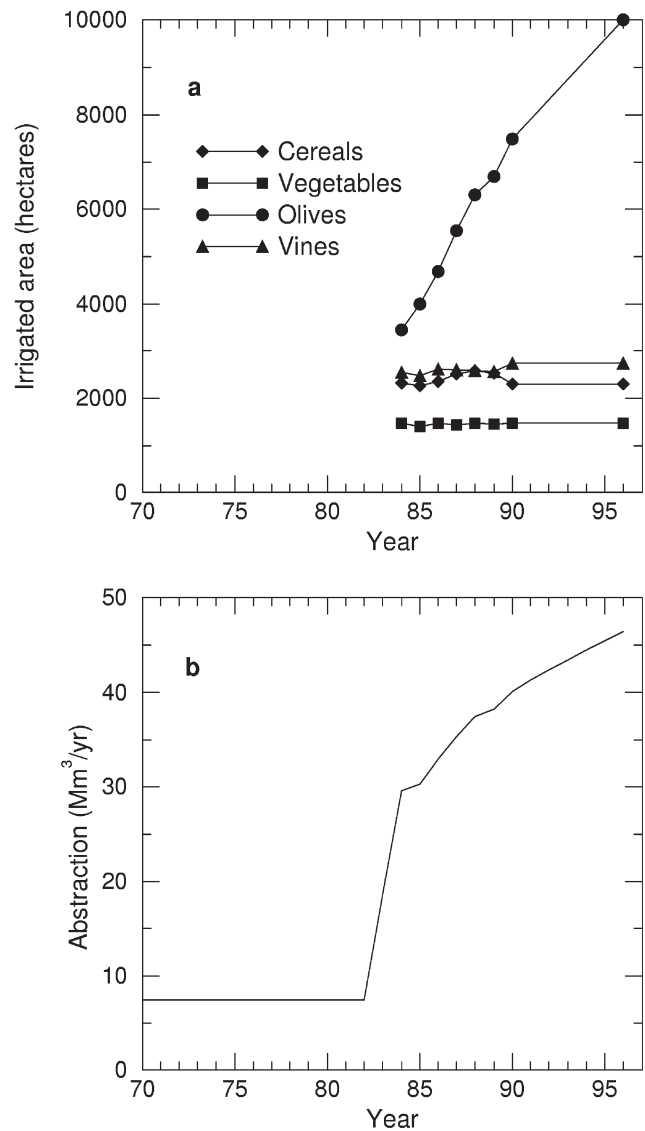 10000
a
8000
Cereals
Vegetables
6000
Olives
Vines
4000
2000
0
70 75 80 85 90 95
Year
Irrigated area (hectares)
50
b
40
30
20
10
0
70 75 80 85 90 95
Year
Abstraction (Mm³/yr)